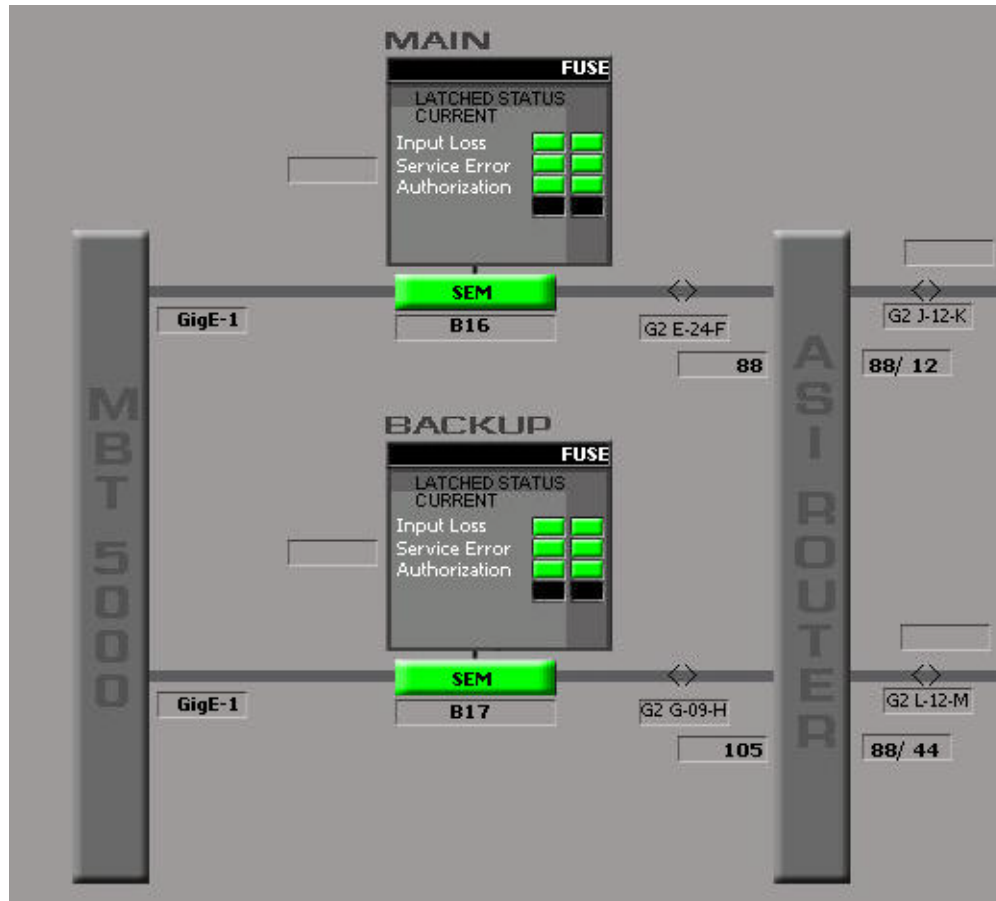 MAIN
FUSE
LATCHED STATUS
CURRENT
Input Loss
Service Error
Authorization
SEM
GigE-1
B16
G2 E-24-F
G2 J-12-K
88
88/ 12
MBT 5000
ASI ROUTER
BACKUP
FUSE
LATCHED STATUS
CURRENT
Input Loss
Service Error
Authorization
SEM
GigE-1
B17
G2 G-09-H
G2 L-12-M
105
88/ 44